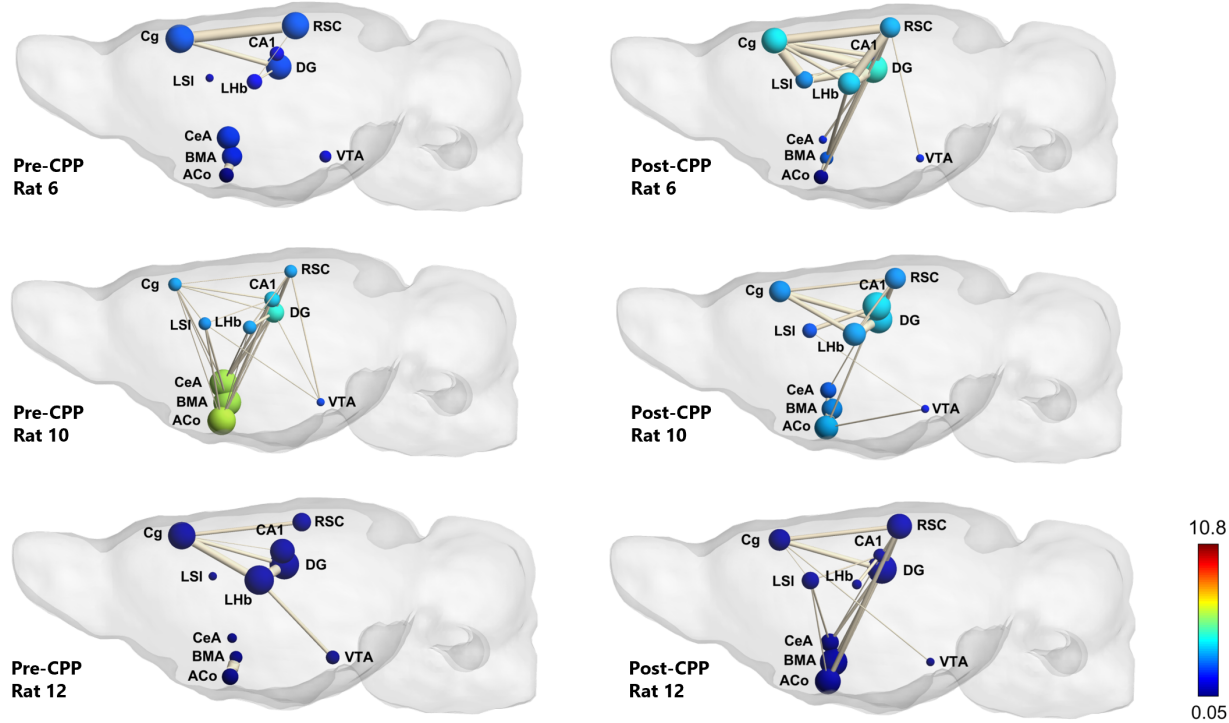 Cg
RSC
CA1
DG
LSI
LHb
CeA
BMA
ACo
VTA
Pre-CPP
Rat 6
Cg
RSC
CA1
DG
LSI
LHb
CeA
BMA
ACo
VTA
Post-CPP
Rat 6
Cg
RSC
CA1
DG
LSI
LHb
CeA
BMA
ACo
VTA
Pre-CPP
Rat 10
Cg
RSC
CA1
DG
LSI
LHb
CeA
BMA
ACo
VTA
Post-CPP
Rat 10
Cg
RSC
CA1
DG
LSI
LHb
CeA
BMA
ACo
VTA
Pre-CPP
Rat 12
Cg
RSC
CA1
DG
LSI
LHb
CeA
BMA
ACo
VTA
Post-CPP
Rat 12
10.8
0.05